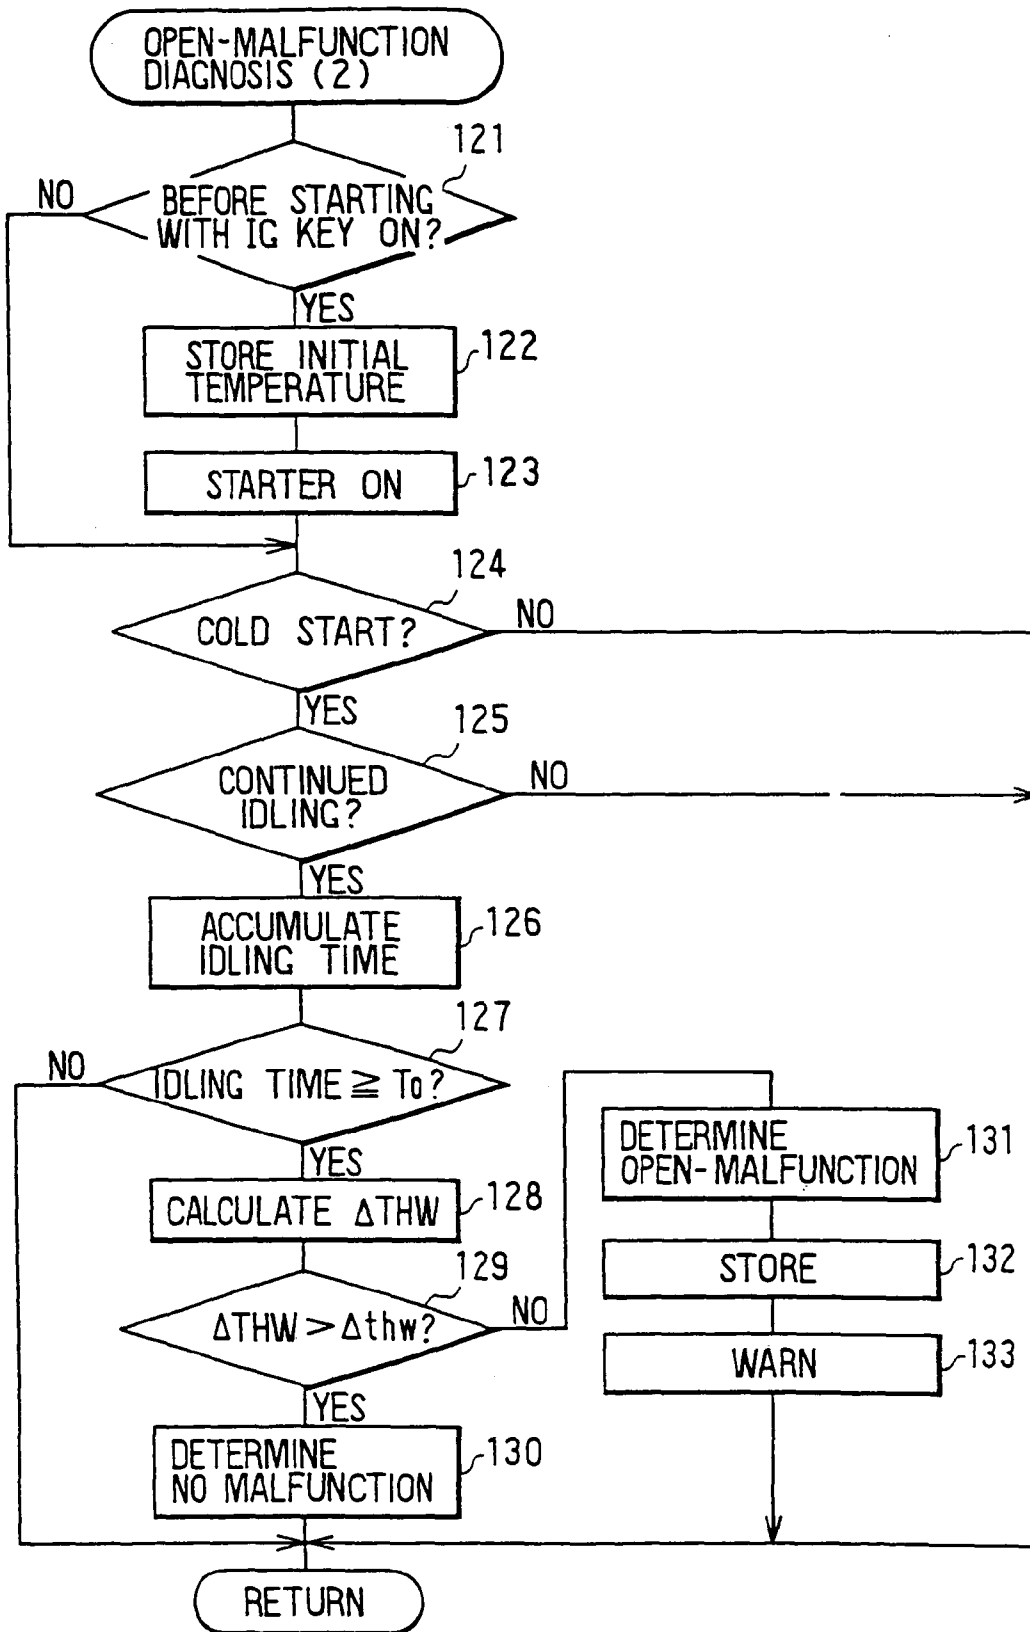 OPEN-MALFUNCTION
DIAGNOSIS (2)
121
NO
BEFORE STARTING
WITH IG KEY ON?
YES
STORE INITIAL
TEMPERATURE
122
STARTER ON
123
124
COLD START?
NO
YES
125
CONTINUED
IDLING?
NO
YES
ACCUMULATE
IDLING TIME
126
127
NO
IDLING TIME ≧ To?
YES
CALCULATE ΔTHW
128
129
ΔTHW > Δthw?
NO
YES
DETERMINE
NO MALFUNCTION
130
DETERMINE
OPEN-MALFUNCTION
131
STORE
132
WARN
133
RETURN